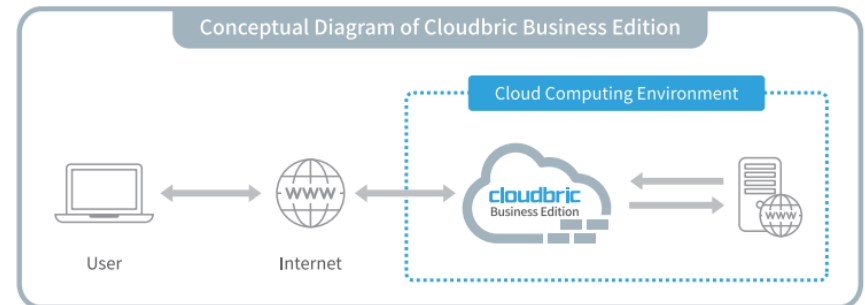 Conceptual Diagram of Cloudbric Business Edition
Cloud Computing Environment
www
cloudbric
Business Edition
www
User
Internet